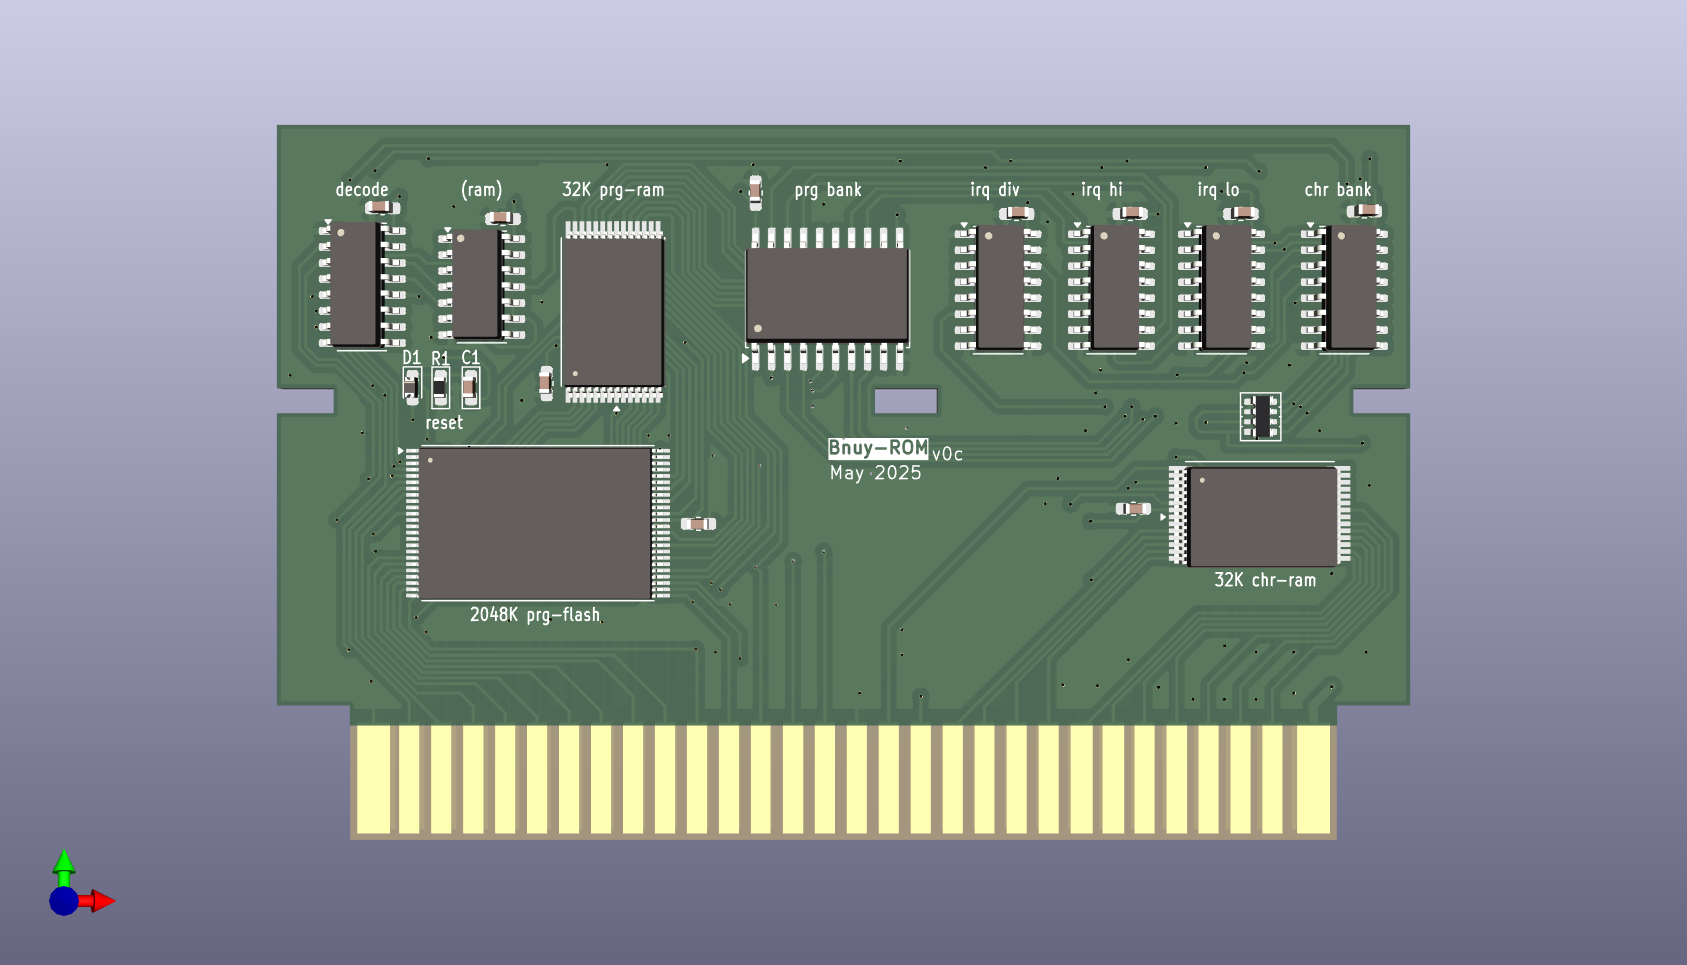 decode
(ram)
32K prg-ram
prg bank
irq div
irq hi
irq lo
chr bank
D1
R1
C1
reset
Bnuy-ROM v0c
May 2025
32K chr-ram
2048K prg-flash